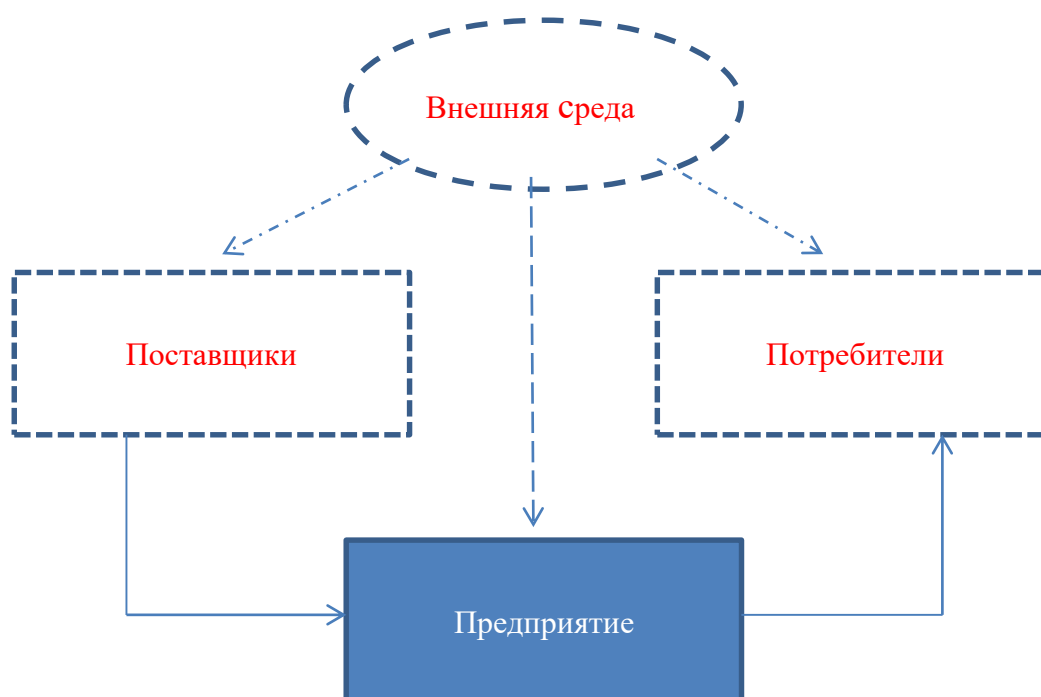 Внешняя среда
Поставщики
Потребители
Предприятие